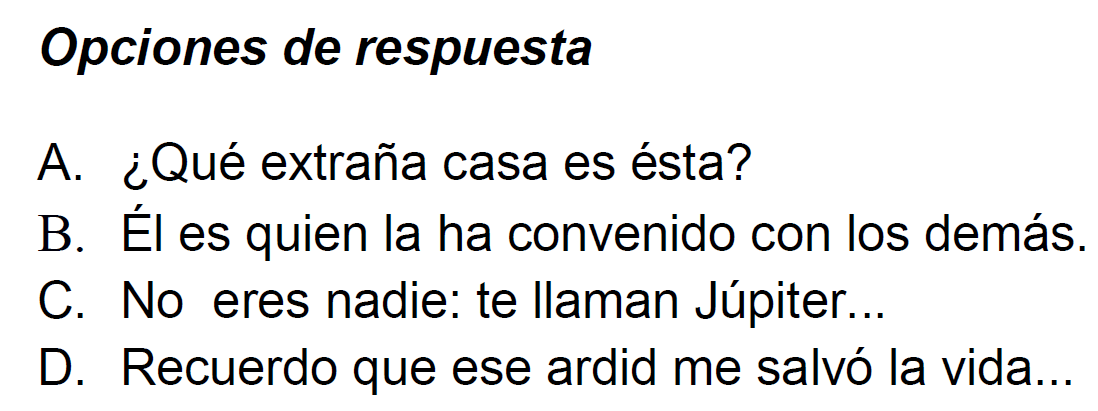 Opciones de respuesta
A. ¿Qué extraña casa es ésta?
B. Él es quien la ha convenido con los demás.
C. No eres nadie: te llaman Júpiter...
D. Recuerdo que ese ardid me salvó la vida...